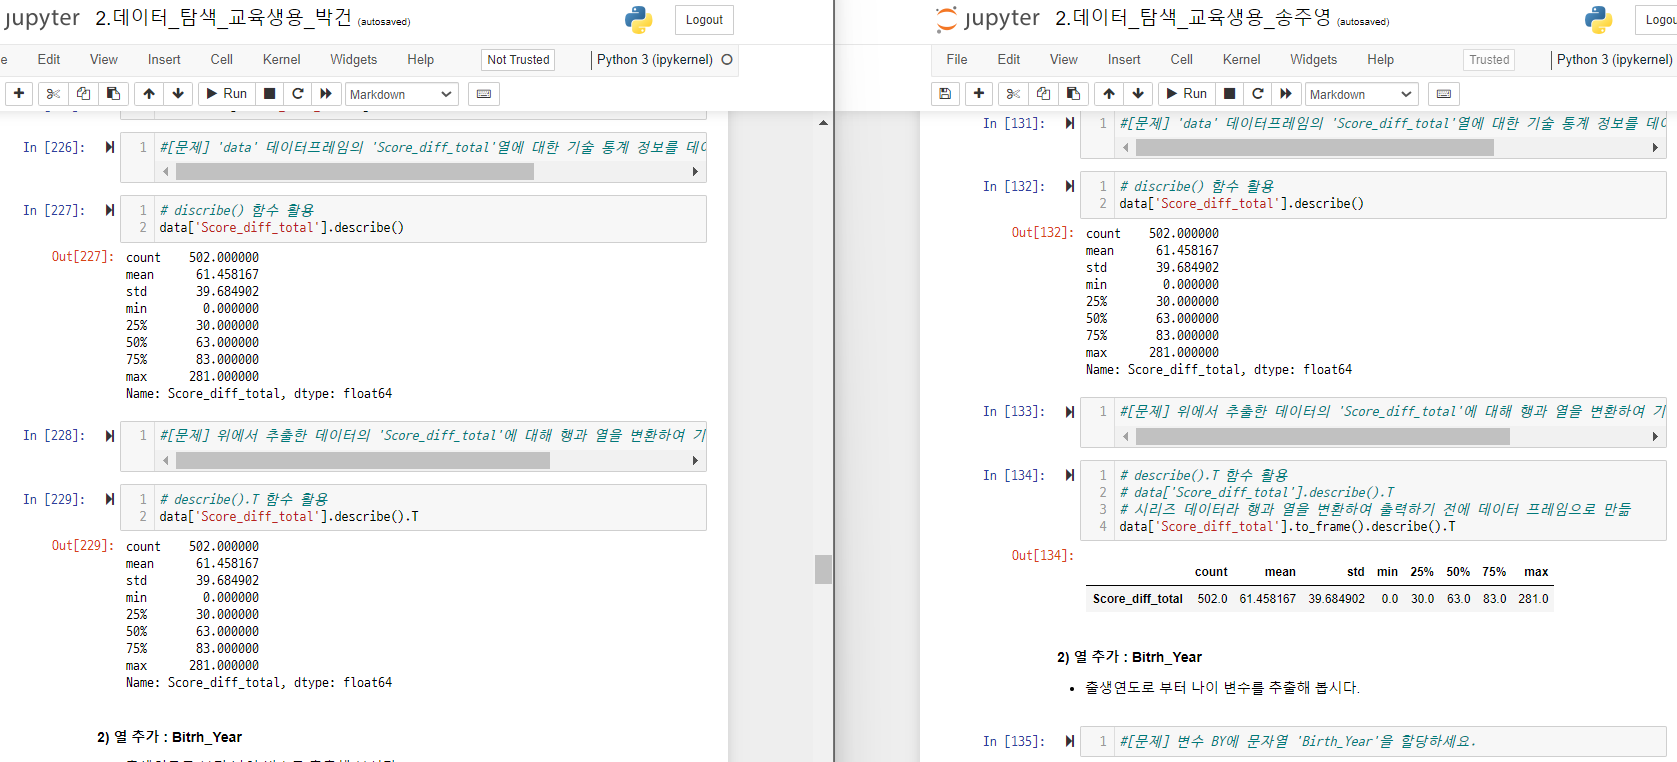 jupyter 2.데이터_탐색_교육생용_박건 (autosaved)
Logout
e Edit View Insert Cell Kernel Widgets Help Not Trusted Python 3 (ipykernel)
Run Markdown
In [226]: 1 #[문제] 'data' 데이터프레임의 'Score_diff_total'열에 대한 기술 통계 정보를 데이
In [227]: 1 # discribe() 함수 활용
2 data['Score_diff_total'].describe()
Out[227]: count 502.000000
mean 61.458167
std 39.684902
min 0.000000
25% 30.000000
50% 63.000000
75% 83.000000
max 281.000000
Name: Score_diff_total, dtype: float64
In [228]: 1 #[문제] 위에서 추출한 데이터의 'Score_diff_total'에 대해 행과 열을 변환하여 기
In [229]: 1 # describe().T 함수 활용
2 data['Score_diff_total'].describe().T
Out[229]: count 502.000000
mean 61.458167
std 39.684902
min 0.000000
25% 30.000000
50% 63.000000
75% 83.000000
max 281.000000
Name: Score_diff_total, dtype: float64
2) 열 추가 : Bitrh_Year
jupyter 2.데이터_탐색_교육생용_송주영 (autosaved)
Logou
File Edit View Insert Cell Kernel Widgets Help Trusted Python 3 (ipykernel)
Run Markdown
In [131]: 1 #[문제] 'data' 데이터프레임의 'Score_diff_total'열에 대한 기술 통계 정보를 데이
In [132]: 1 # discribe() 함수 활용
2 data['Score_diff_total'].describe()
Out[132]: count 502.000000
mean 61.458167
std 39.684902
min 0.000000
25% 30.000000
50% 63.000000
75% 83.000000
max 281.000000
Name: Score_diff_total, dtype: float64
In [133]: 1 #[문제] 위에서 추출한 데이터의 'Score_diff_total'에 대해 행과 열을 변환하여 기
In [134]: 1 # describe().T 함수 활용
2 # data['Score_diff_total'].describe().T
3 # 시리즈 데이터라 행과 열을 변환하여 출력하기 전에 데이터 프레임으로 만듦
4 data['Score_diff_total'].to_frame().describe().T
Out[134]:
count mean std min 25% 50% 75% max
Score_diff_total 502.0 61.458167 39.684902 0.0 30.0 63.0 83.0 281.0
2) 열 추가 : Bitrh_Year
• 출생연도로 부터 나이 변수를 추출해 봅시다.
In [135]: 1 #[문제] 변수 BY에 문자열 'Birth_Year'을 할당하세요.